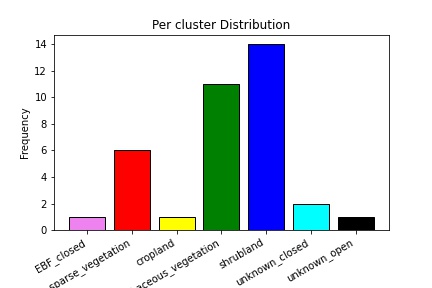 Per cluster Distribution
Frequency
14
12
10
8
6
4
2
0
EBF_closed
sparse_vegetation
cropland
aceous_vegetation
shrubland
unknown_closed
unknown_open